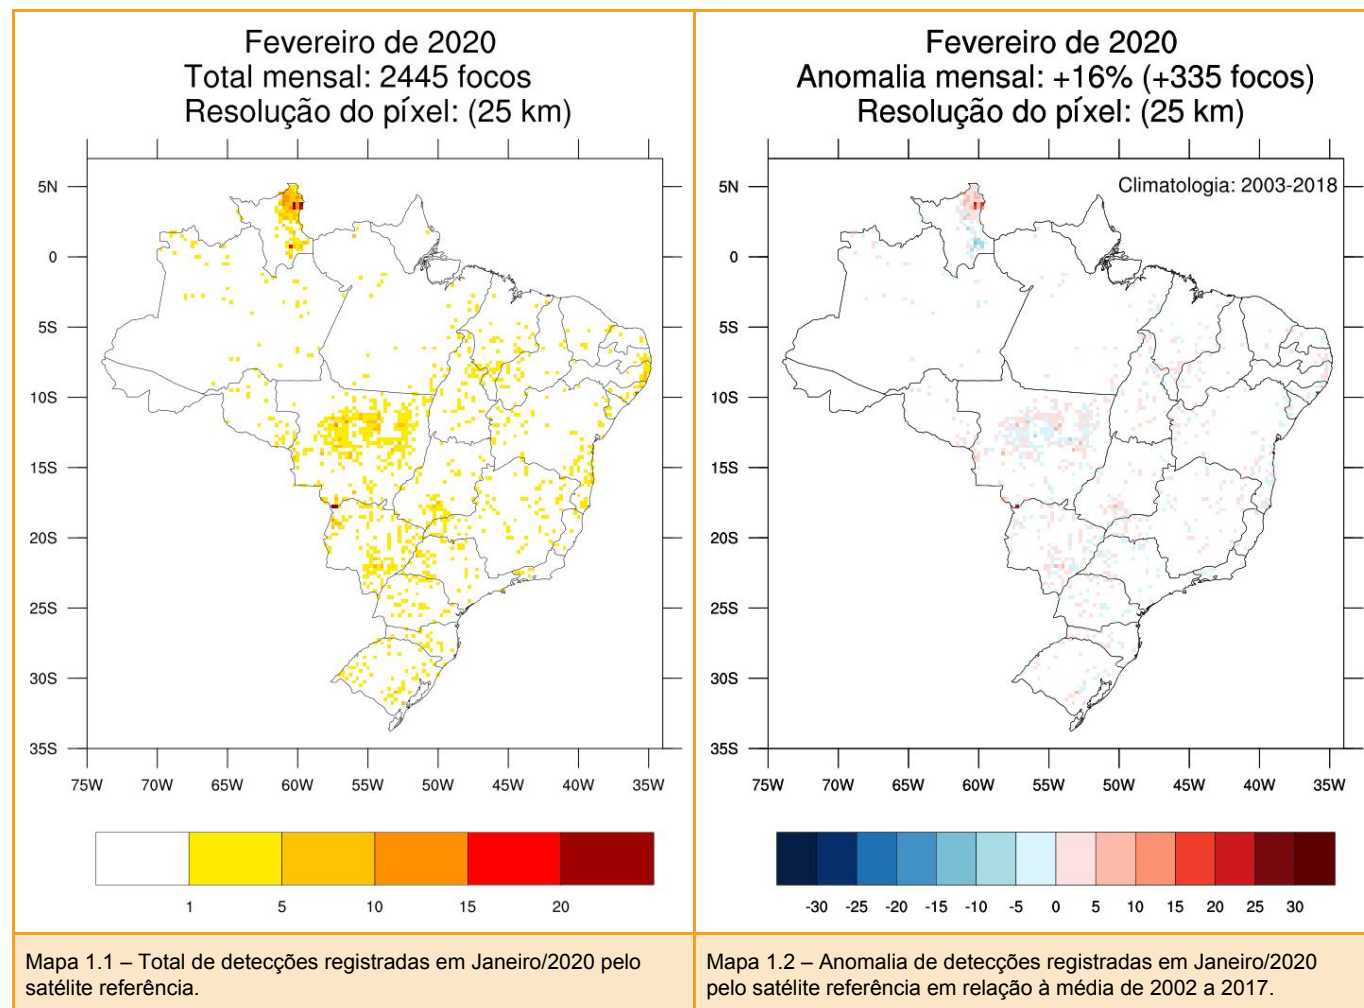 Fevereiro de 2020
Total mensal: 2445 focos
Resolução do píxel: (25 km)
5N
0
5S
10S
15S
20S
25S
30S
35S
75W 70W 65W 60W 55W 50W 45W 40W 35W
1 5 10 15 20
Mapa 1.1 – Total de detecções registradas em Janeiro/2020 pelo
satélite referência.
Fevereiro de 2020
Anomalia mensal: +16% (+335 focos)
Resolução do píxel: (25 km)
Climatologia: 2003-2018
5N
0
5S
10S
15S
20S
25S
30S
35S
75W 70W 65W 60W 55W 50W 45W 40W 35W
-30 -25 -20 -15 -10 -5 0 5 10 15 20 25 30
Mapa 1.2 – Anomalia de detecções registradas em Janeiro/2020
pelo satélite referência em relação à média de 2002 a 2017.